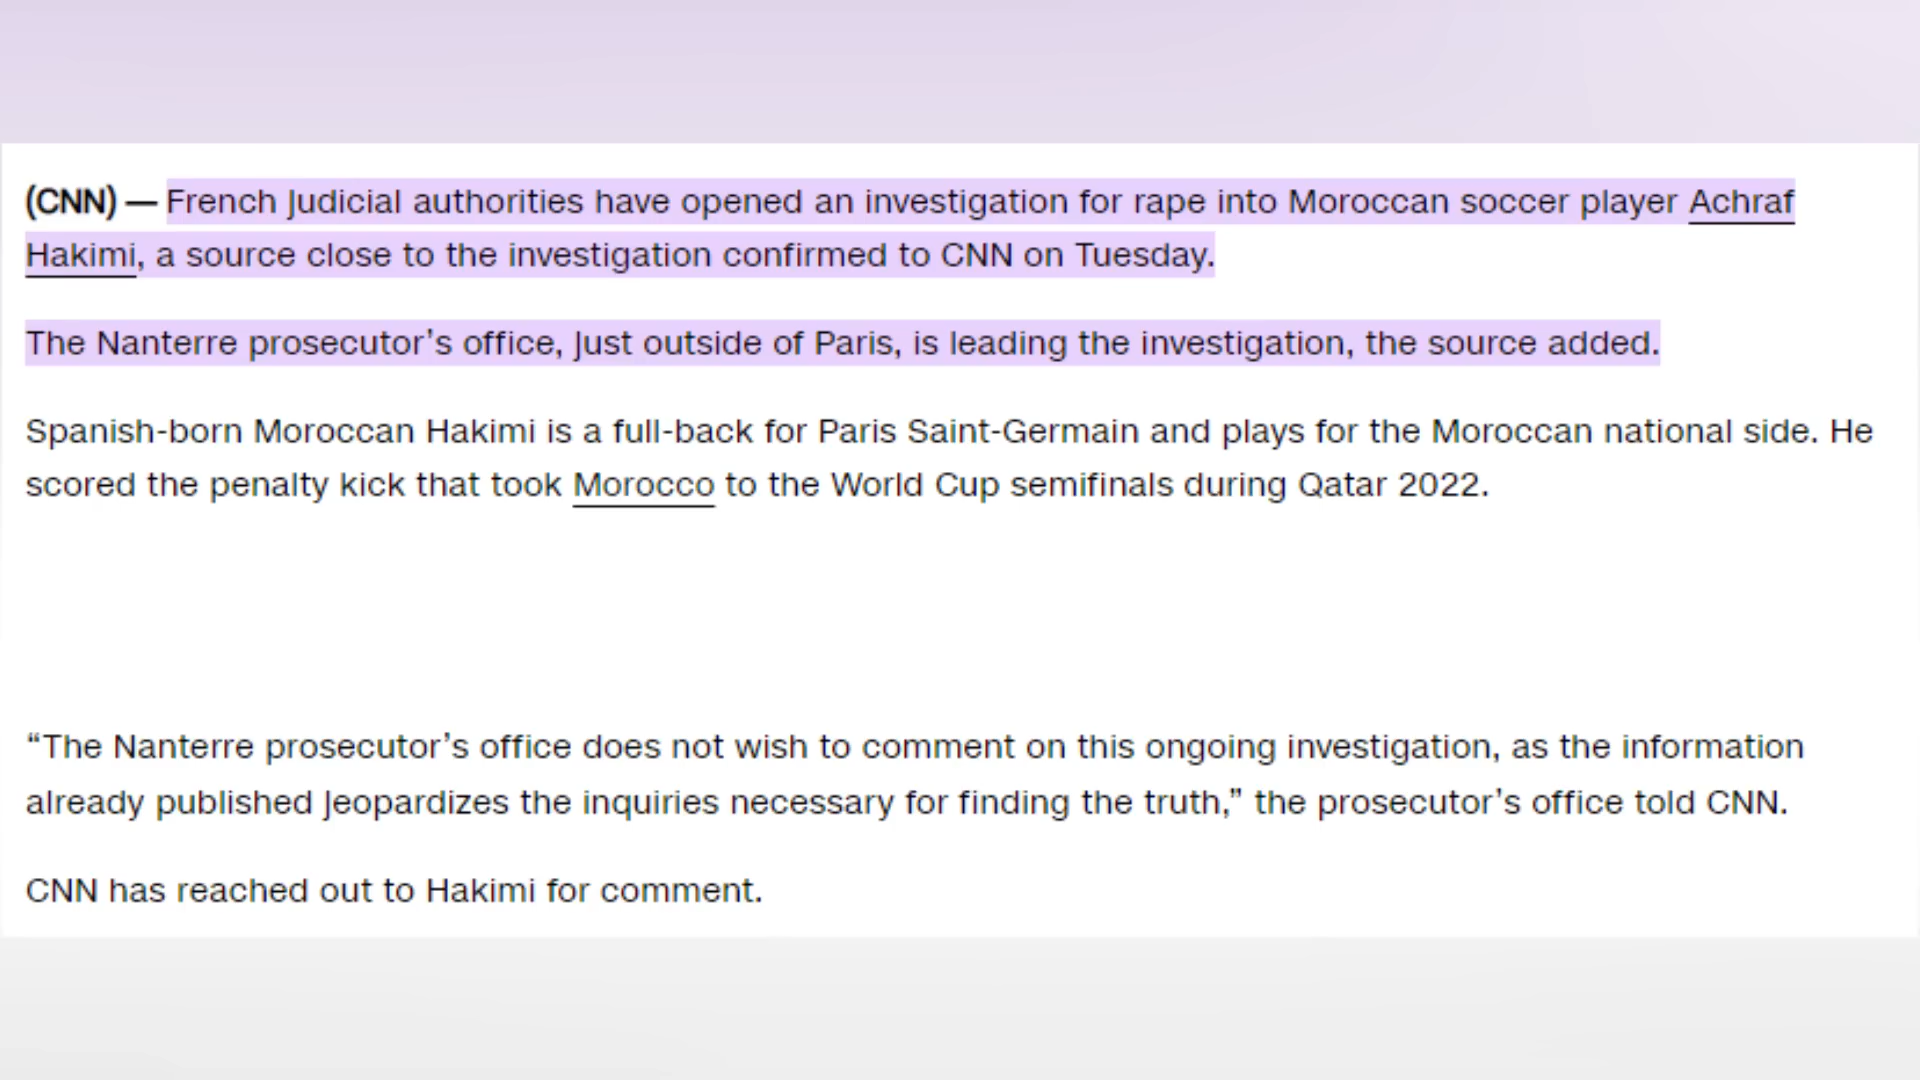 (CNN) — French Judicial authorities have opened an investigation for rape into Moroccan soccer player Achraf
Hakimi, a source close to the investigation confirmed to CNN on Tuesday.
The Nanterre prosecutor’s office, Just outside of Paris, is leading the investigation, the source added.
Spanish-born Moroccan Hakimi is a full-back for Paris Saint-Germain and plays for the Moroccan national side. He
scored the penalty kick that took Morocco to the World Cup semifinals during Qatar 2022.
“The Nanterre prosecutor’s office does not wish to comment on this ongoing investigation, as the information
already published Jeopardizes the inquiries necessary for finding the truth,” the prosecutor’s office told CNN.
CNN has reached out to Hakimi for comment.